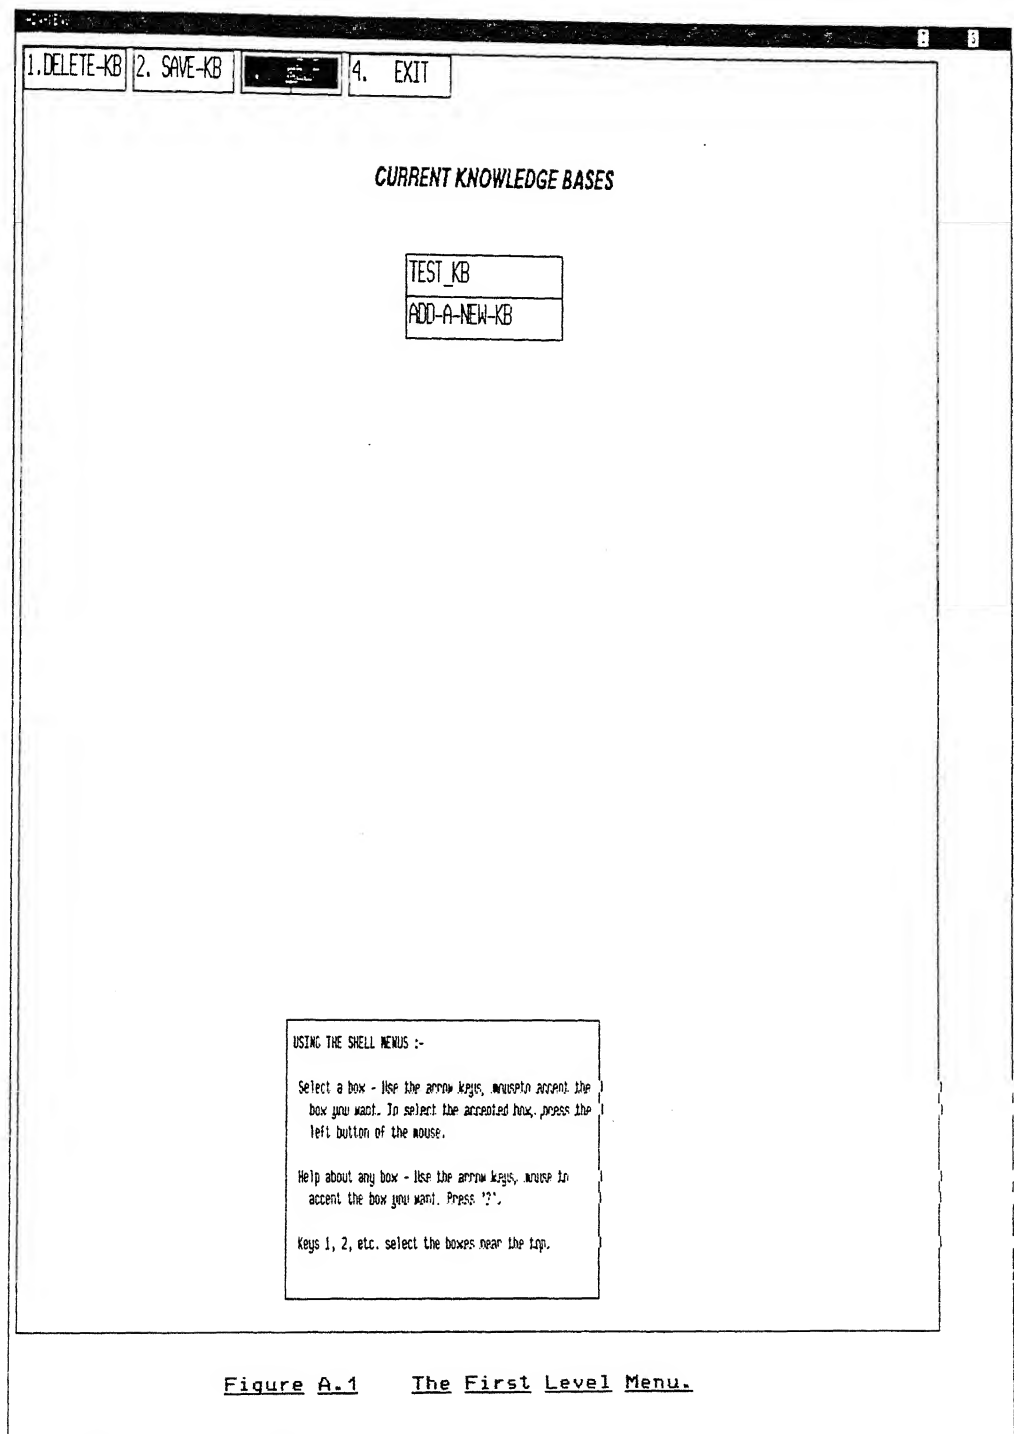 1.DELETE-KB 2. SAVE-KB 4. EXIT
CURRENT KNOWLEDGE BASES
TEST_KB
ADD-A-NEW-KB
USING THE SHELL MENUS :-
Select a box - Use the arrow keys, mouseto accent the
box you want. To select the accented box, press the
left button of the mouse.
Help about any box - Use the arrow keys, mouse to
accent the box you want. Press '?'.
Keys 1, 2, etc. select the boxes near the top.
Figure A.1 The First Level Menu.